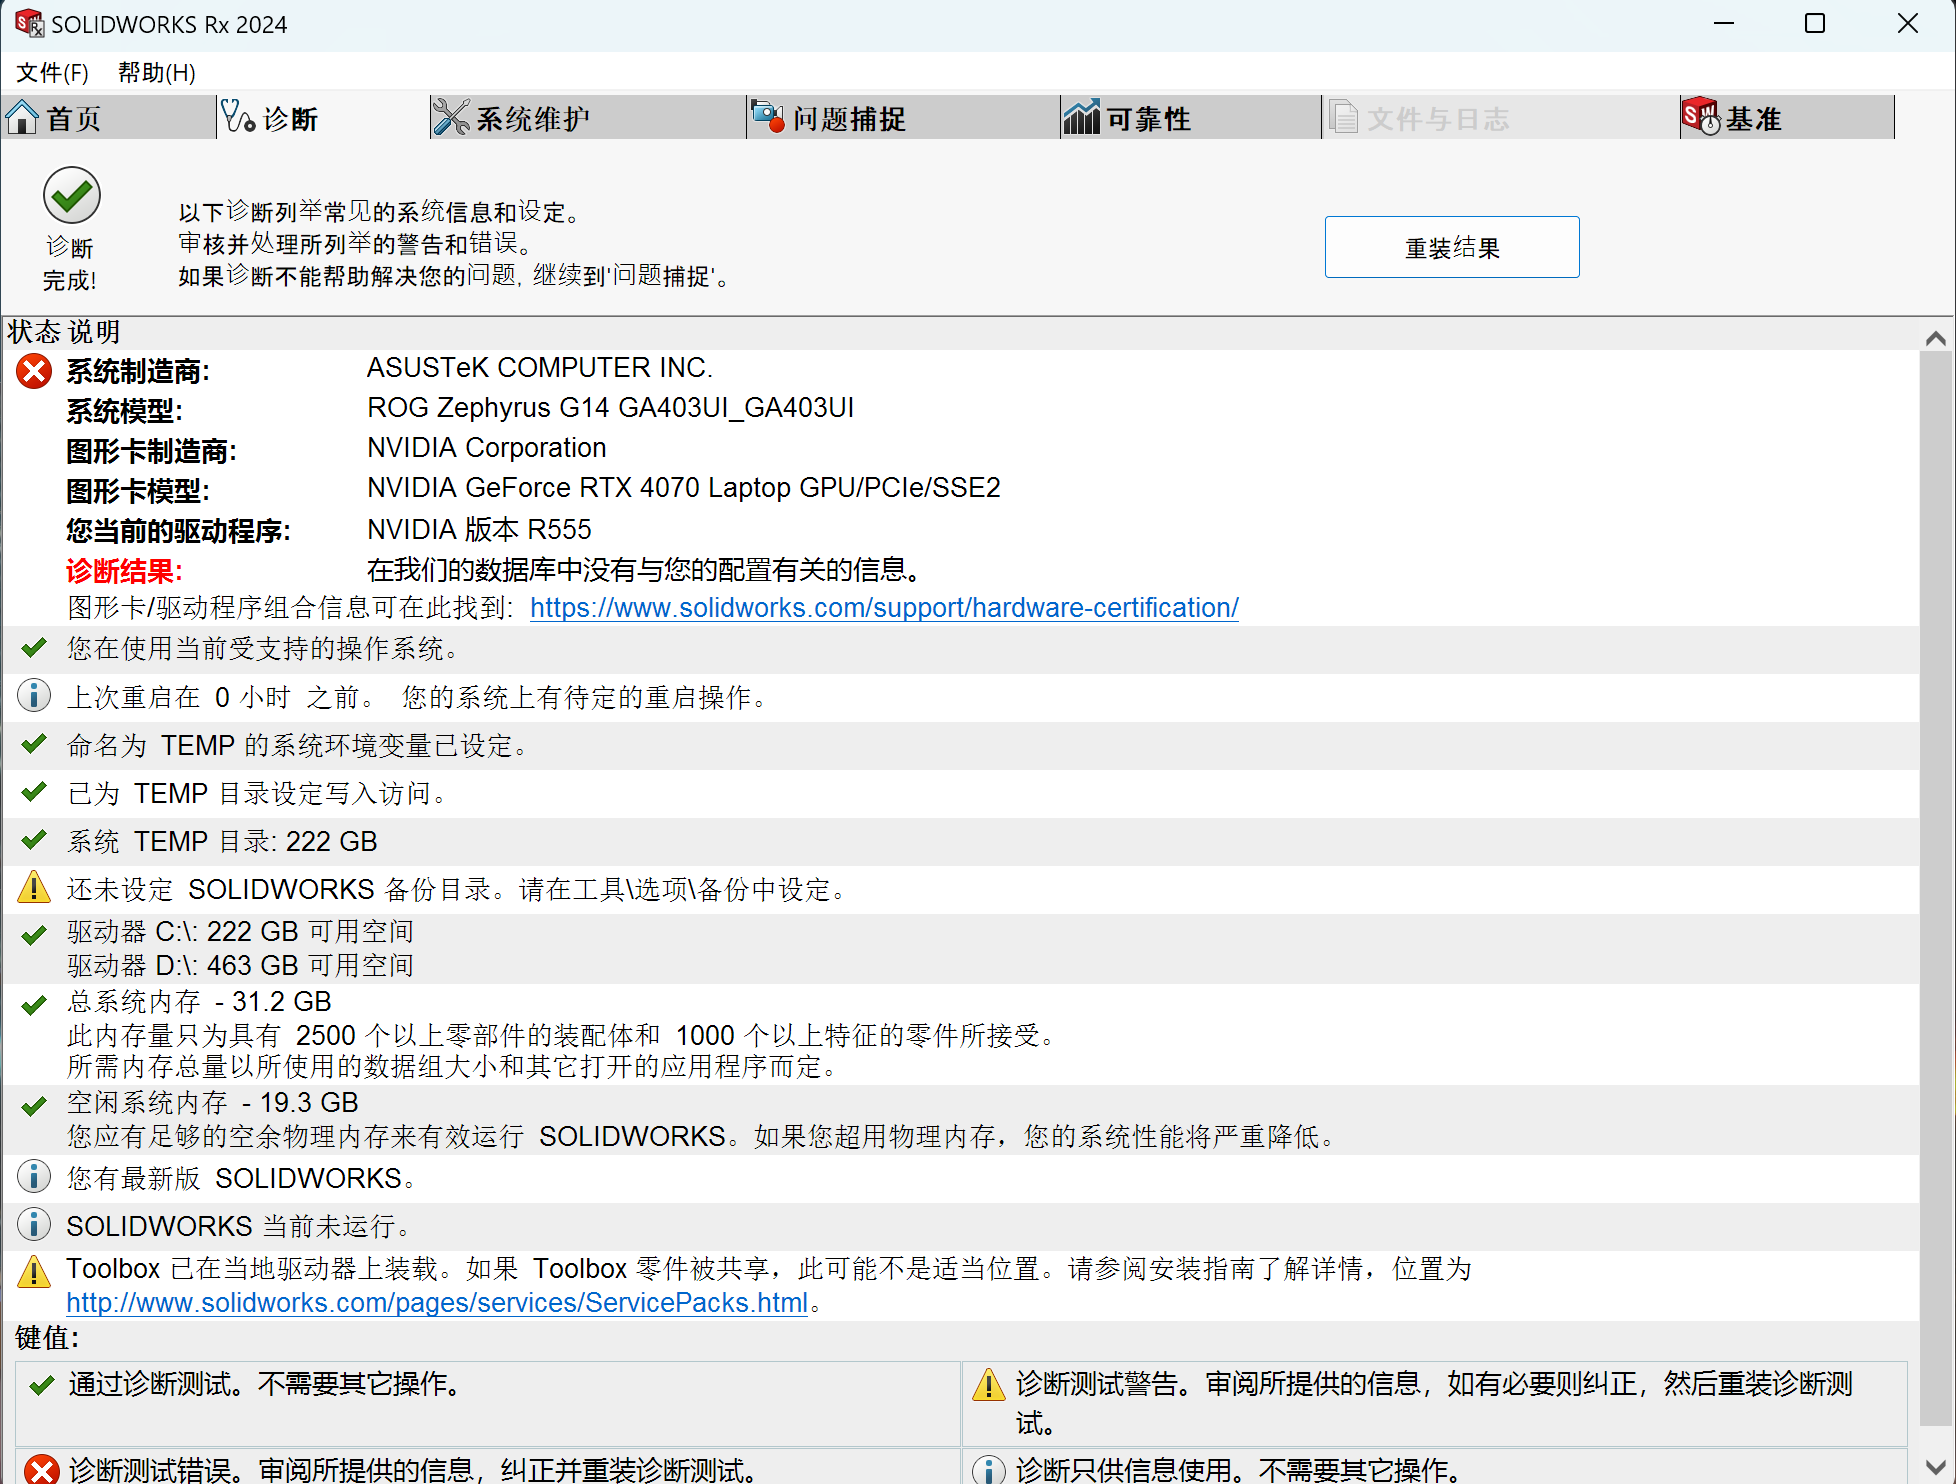 SOLIDWORKS Rx 2024
文件(F) 帮助(H)
首页 诊断 系统维护 问题捕捉 可靠性 文件与日志 基准
诊断
完成!
以下诊断列举常见的系统信息和设定。
审核并处理所列举的警告和错误。
如果诊断不能帮助解决您的问题, 继续到'问题捕捉'。
重装结果
状态 说明
系统制造商: ASUSTeK COMPUTER INC.
系统模型: ROG Zephyrus G14 GA403UI_GA403UI
图形卡制造商: NVIDIA Corporation
图形卡模型: NVIDIA GeForce RTX 4070 Laptop GPU/PCIe/SSE2
您当前的驱动程序: NVIDIA 版本 R555
诊断结果: 在我们的数据库中没有与您的配置有关的信息。
图形卡/驱动程序组合信息可在此找到: https://www.solidworks.com/support/hardware-certification/
您在使用当前受支持的操作系统。
上次重启在 0 小时 之前。 您的系统上有待定的重启操作。
命名为 TEMP 的系统环境变量已设定。
已为 TEMP 目录设定写入访问。
系统 TEMP 目录: 222 GB
还未设定 SOLIDWORKS 备份目录。请在工具\选项\备份中设定。
驱动器 C:\: 222 GB 可用空间
驱动器 D:\: 463 GB 可用空间
总系统内存 - 31.2 GB
此内存量只为具有 2500 个以上零部件的装配体和 1000 个以上特征的零件所接受。
所需内存总量以所使用的数据组大小和其它打开的应用程序而定。
空闲系统内存 - 19.3 GB
您应有足够的空余物理内存来有效运行 SOLIDWORKS。如果您超用物理内存，您的系统性能将严重降低。
您有最新版 SOLIDWORKS。
SOLIDWORKS 当前未运行。
Toolbox 已在当地驱动器上装载。如果 Toolbox 零件被共享，此可能不是适当位置。请参阅安装指南了解详情，位置为
http://www.solidworks.com/pages/services/ServicePacks.html。
键值:
通过诊断测试。不需要其它操作。
诊断测试警告。审阅所提供的信息，如有必要则纠正，然后重装诊断测
试。
诊断测试错误。审阅所提供的信息，纠正并重装诊断测试。
诊断只供信息使用。不需要其它操作。